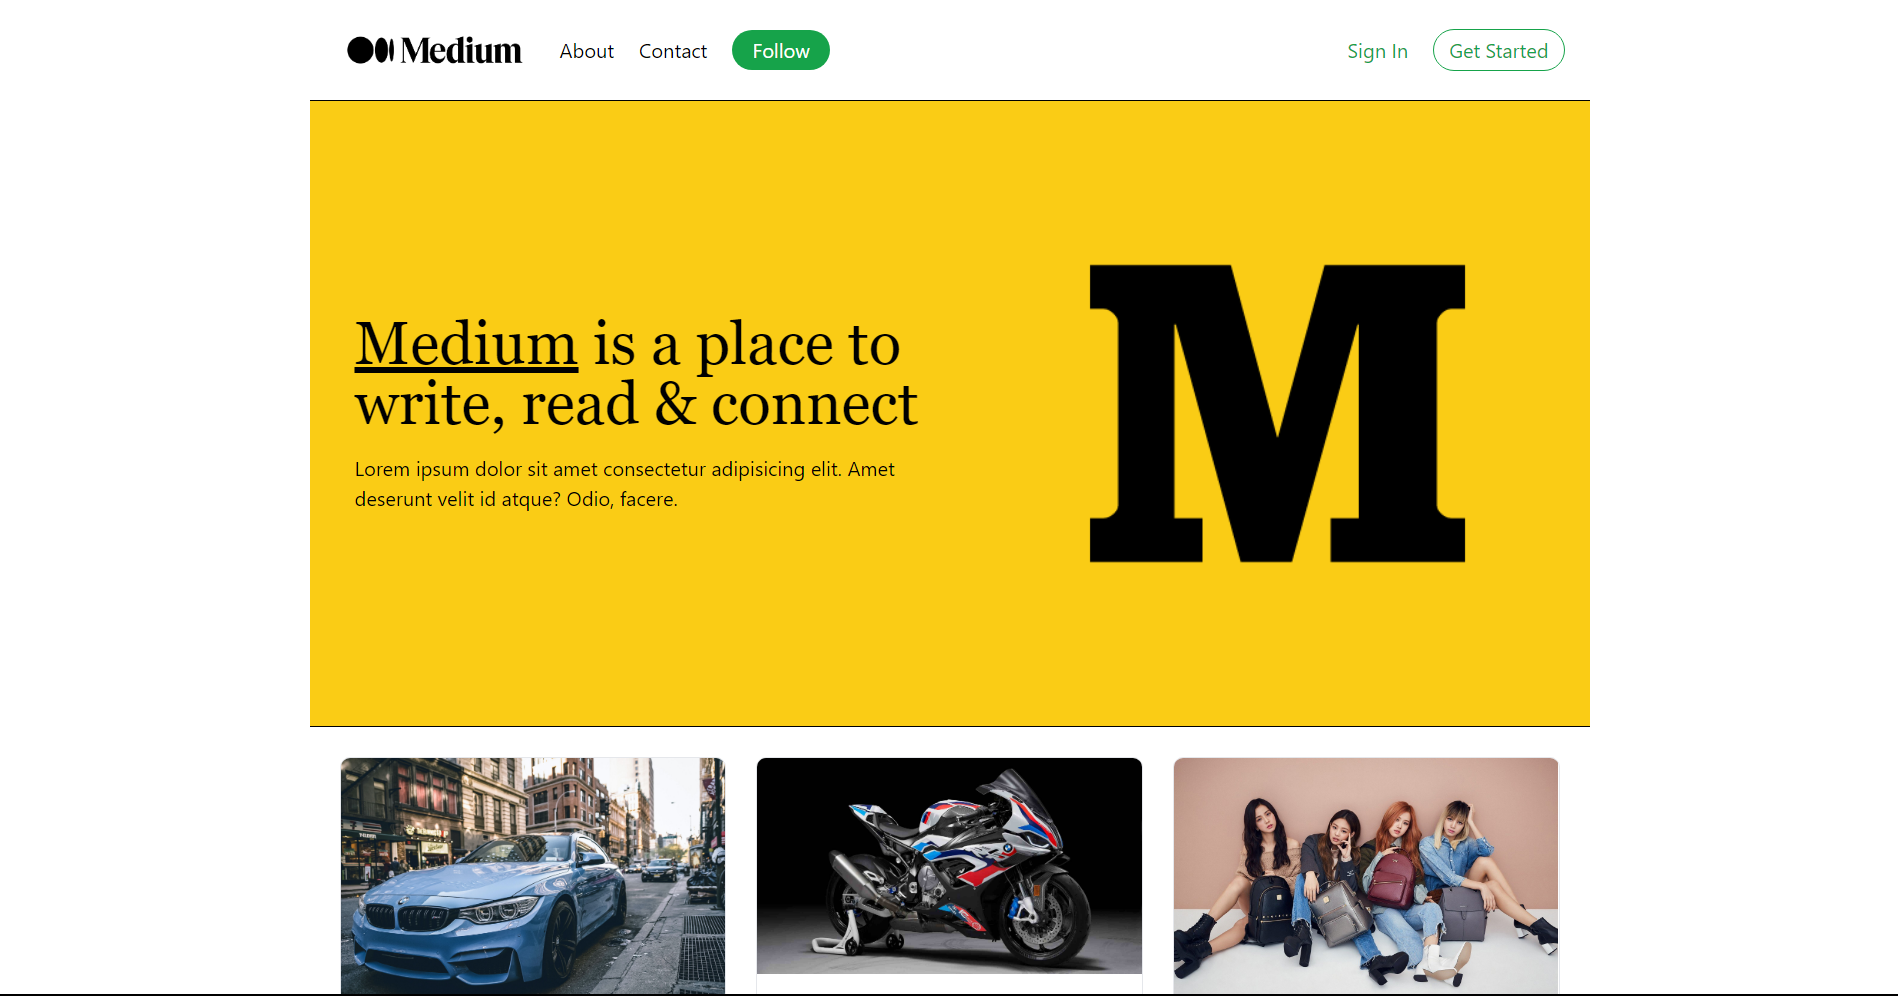 Medium
About
Contact
Follow
Sign In
Get Started
Medium is a place to
write, read & connect
Lorem ipsum dolor sit amet consectetur adipisicing elit. Amet
deserunt velit id atque? Odio, facere.
M